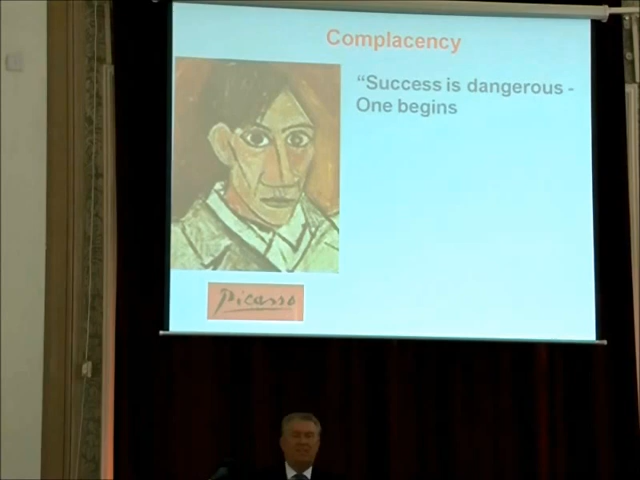 Complacency
“Success is dangerous -
One begins
Picasso